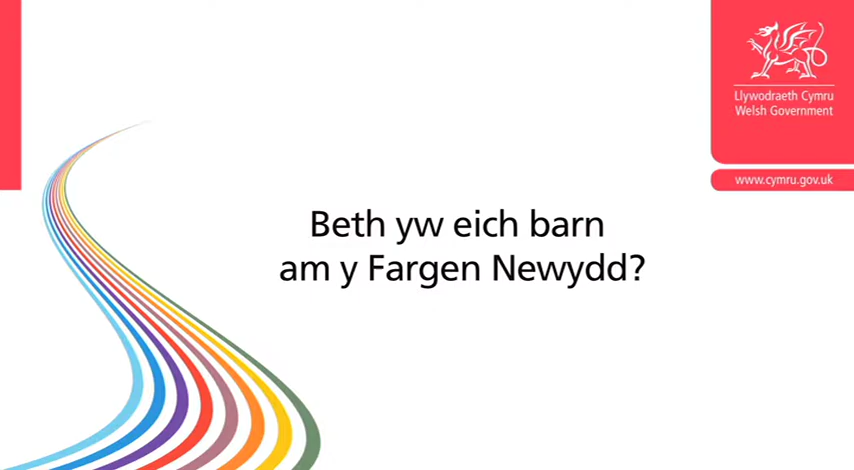 Llywodraeth Cymru
Welsh Government
www.cymru.gov.uk
Beth yw eich barn
am y Fargen Newydd?